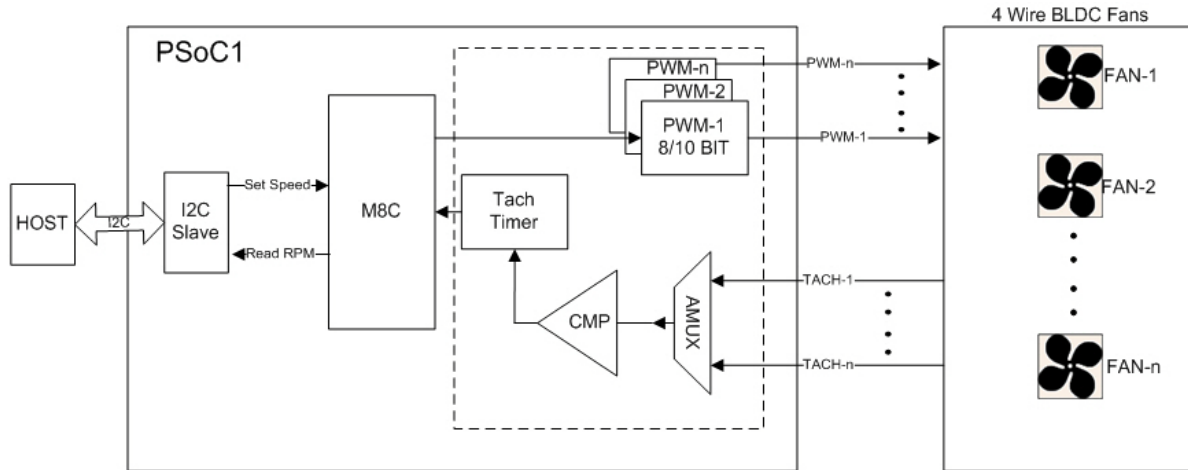 4 Wire BLDC Fans
PSoC1
PWM-n
PWM-2
PWM-1
8/10 BIT
PWM-n
PWM-1
FAN-1
FAN-2
FAN-n
HOST
I2C
I2C
Slave
Set Speed
Read RPM
M8C
Tach
Timer
CMP
AMUX
TACH-1
TACH-n